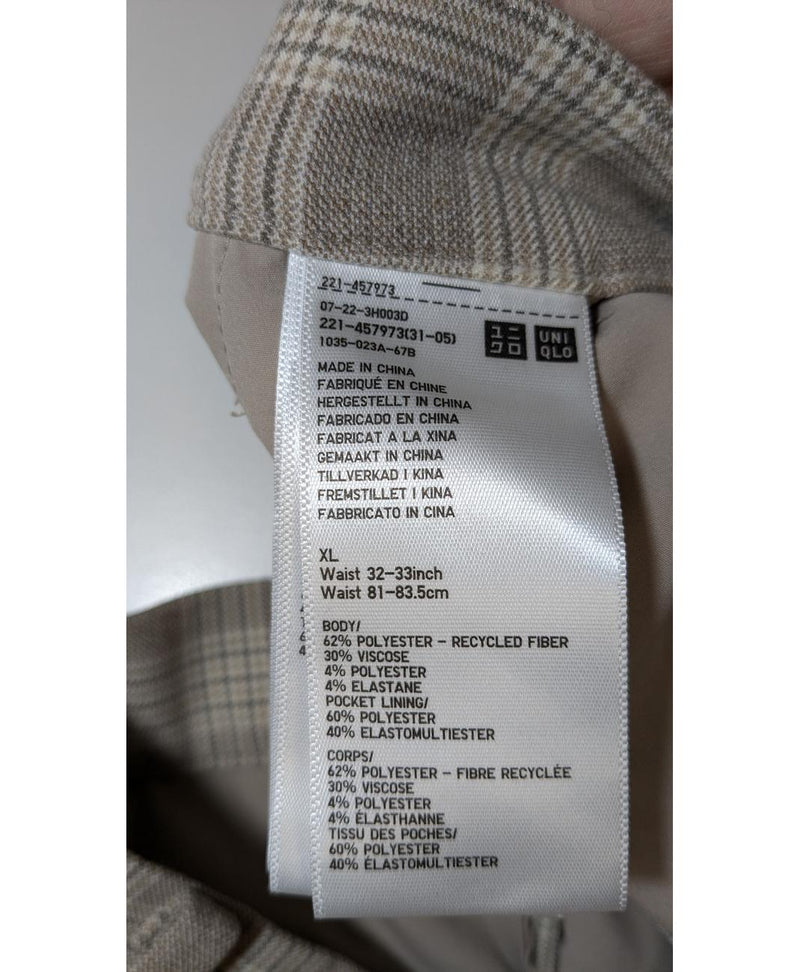 221-457973
07-22-3H003D
221-457973(31-05)
1035-023A-67B
ユニ
クロ
UNI
QLO
MADE IN CHINA
FABRIQUÉ EN CHINE
HERGESTELLT IN CHINA
FABRICADO EN CHINA
FABRICAT A LA XINA
GEMAAKT IN CHINA
TILLVERKAD I KINA
FREMSTILLET I KINA
FABBRICATO IN CINA
XL
Waist 32-33inch
Waist 81-83.5cm
BODY/
62% POLYESTER - RECYCLED FIBER
30% VISCOSE
4% POLYESTER
4% ELASTANE
POCKET LINING/
60% POLYESTER
40% ELASTOMULTIESTER
CORPS/
62% POLYESTER - FIBRE RECYCLÉE
30% VISCOSE
4% POLYESTER
4% ÉLASTHANNE
TISSU DES POCHES/
60% POLYESTER
40% ÉLASTOMULTIESTER